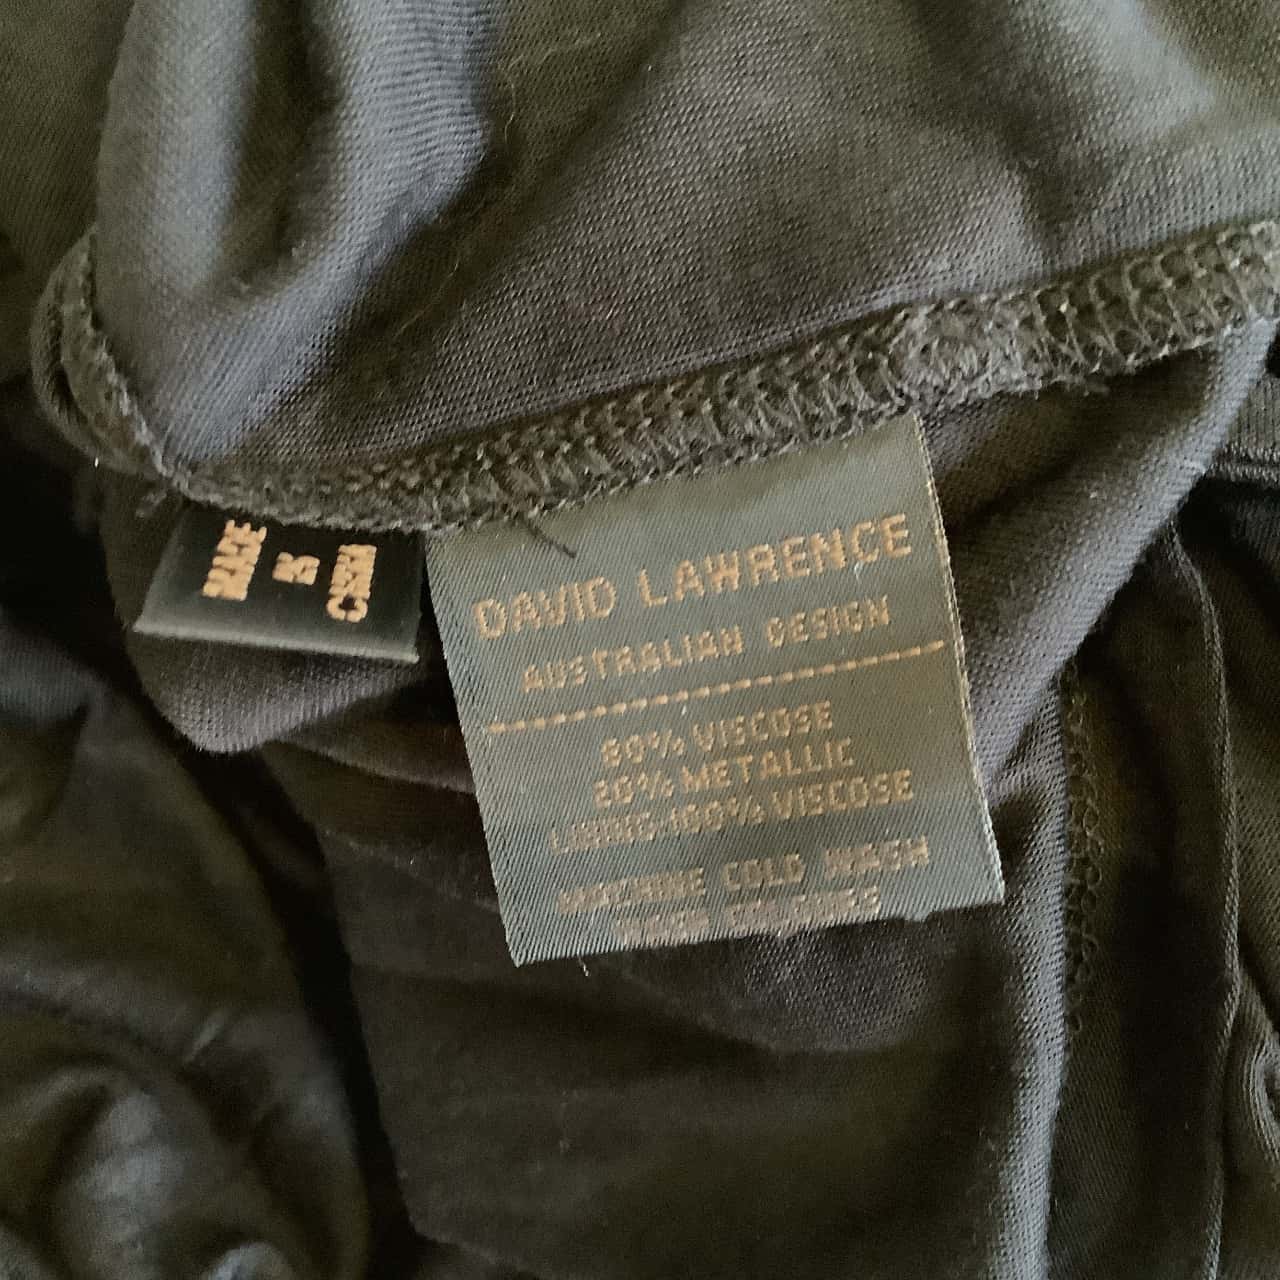 MADE
IN
CHINA
DAVID LAWRENCE
AUSTRALIAN DESIGN
80% VISCOSE
20% METALLIC
LINING-100% VISCOSE
MACHINE COLD WASH